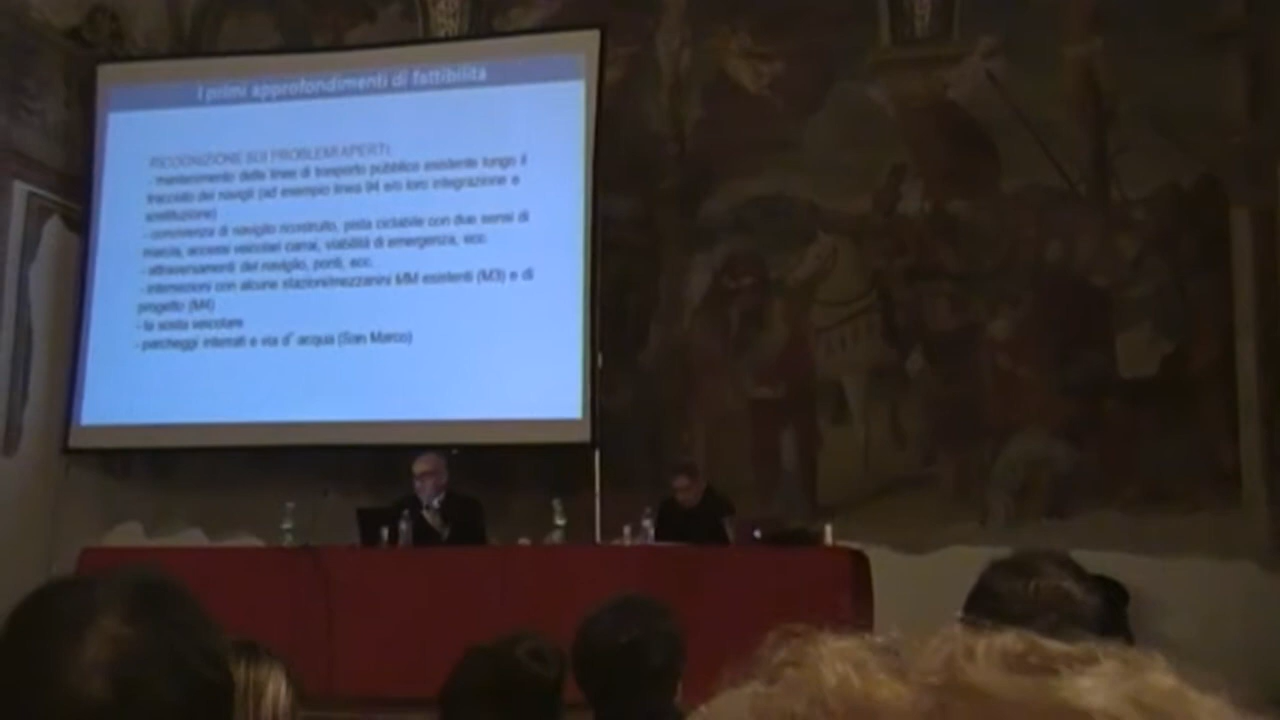 I primi approfondimenti di fattibilità
RICOGNIZIONE SUI PROBLEMI APERTI:
- mantenimento delle linee di trasporto pubblico esistente lungo il
tracciato dei navigli (ad esempio linea 94 e/o loro integrazione e
sostituzione)
- convivenza di naviglio ricostruito, pista ciclabile con due sensi di
marcia, accessi veicolari carrai, viabilità di emergenza, ecc.
- attraversamenti del naviglio, ponti, ecc.
- intersezioni con alcune stazioni/mezzanini MM esistenti (M3) e di
progetto (M4)
- la sosta veicolare
- parcheggi interrati e via d' acqua (San Marco)